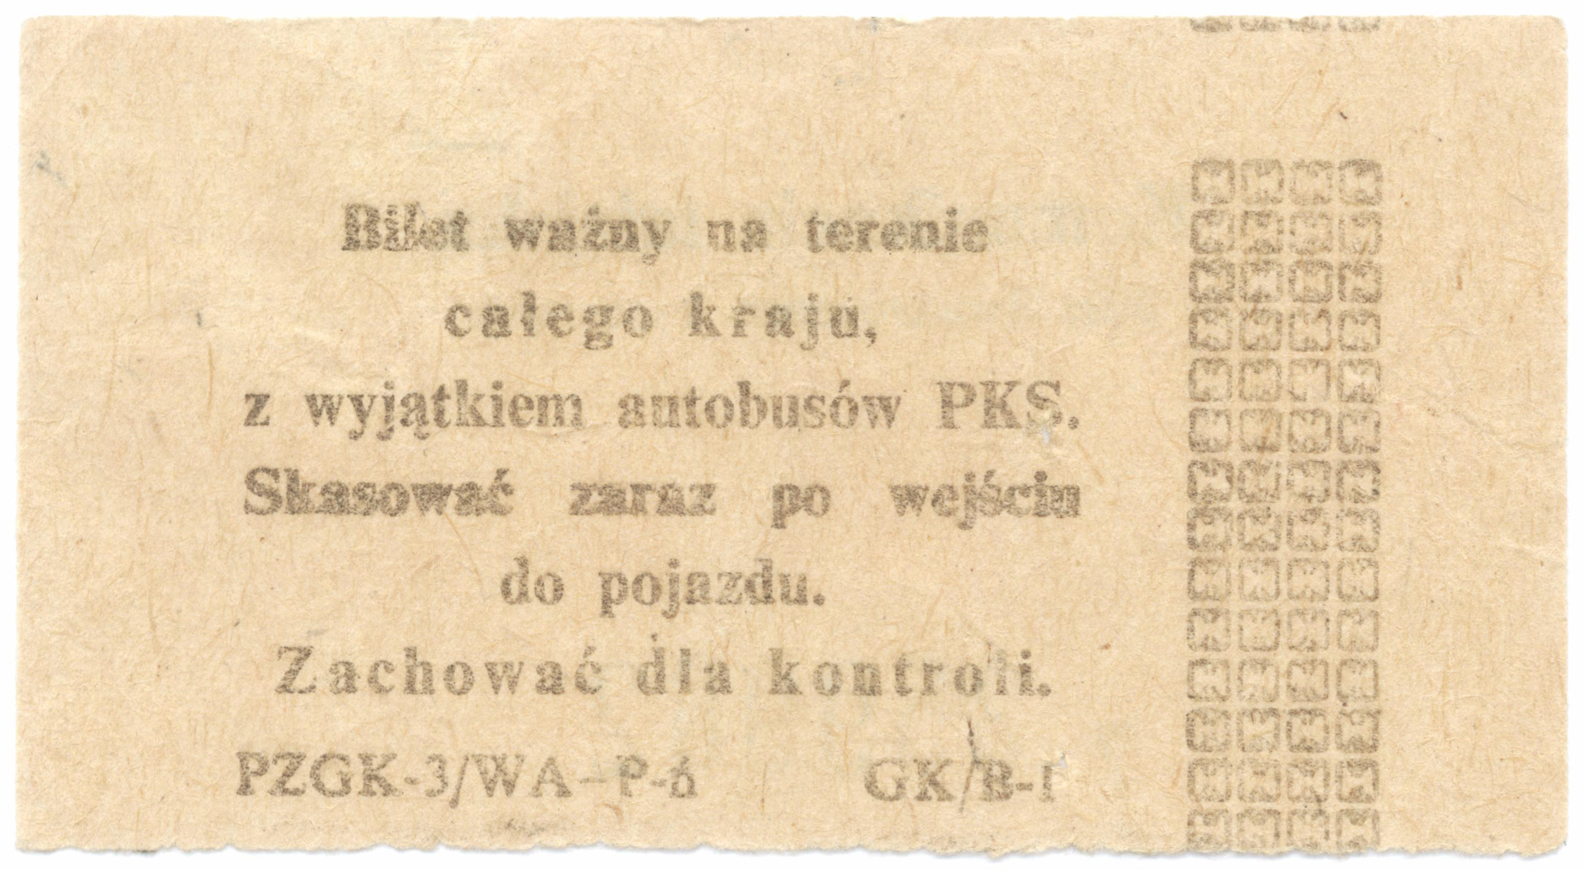 Bilet ważny na terenie
całego kraju,
z wyjątkiem autobusów PKS.
Skasować zaraz po wejściu
do pojazdu.
Zachować dla kontroli.
PZGK-3/WA-P-6 GK/B-1